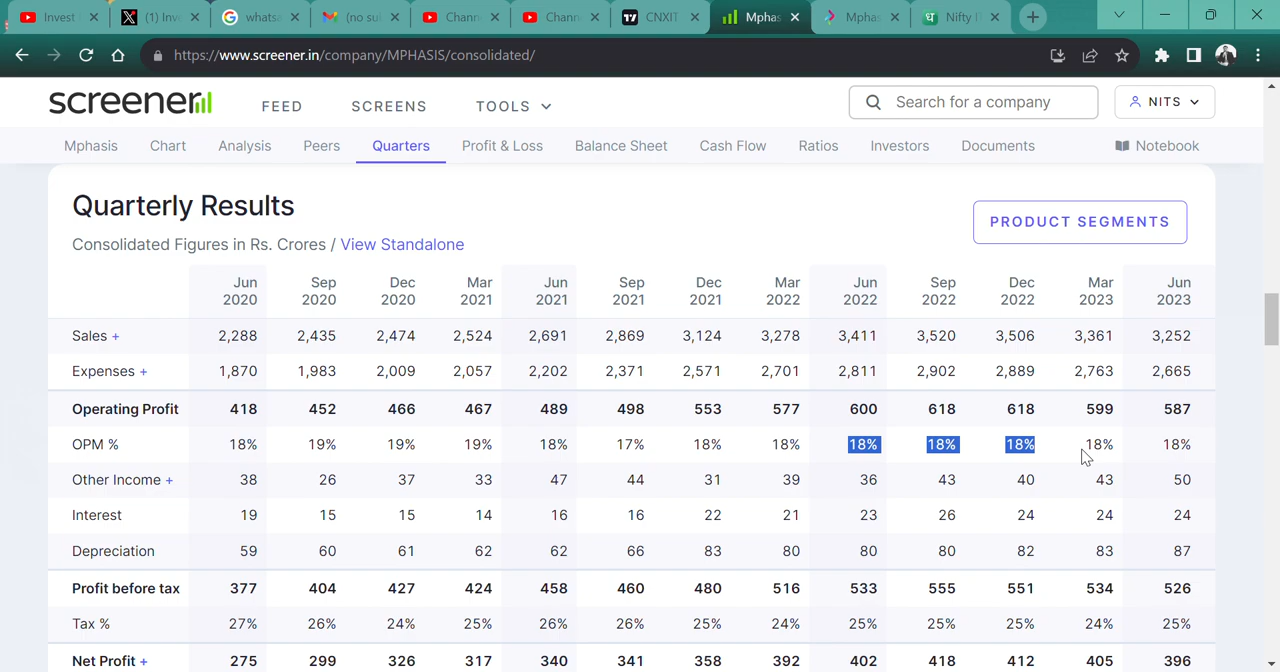 Invest (1) Inv whats (no su Chann Chann CNXIT Mphas Mphas Nifty I
https://www.screener.in/company/MPHASIS/consolidated/
screener FEED SCREENS TOOLS Search for a company NITS
Mphasis Chart Analysis Peers Quarters Profit & Loss Balance Sheet Cash Flow Ratios Investors Documents Notebook
Quarterly Results
PRODUCT SEGMENTS
Consolidated Figures in Rs. Crores / View Standalone
Jun Sep Dec Mar Jun Sep Dec Mar Jun Sep Dec Mar Jun
2020 2020 2020 2021 2021 2021 2021 2022 2022 2022 2022 2023 2023
Sales + 2,288 2,435 2,474 2,524 2,691 2,869 3,124 3,278 3,411 3,520 3,506 3,361 3,252
Expenses + 1,870 1,983 2,009 2,057 2,202 2,371 2,571 2,701 2,811 2,902 2,889 2,763 2,665
Operating Profit 418 452 466 467 489 498 553 577 600 618 618 599 587
OPM % 18% 19% 19% 19% 18% 17% 18% 18% 18% 18% 18% 18% 18%
Other Income + 38 26 37 33 47 44 31 39 36 43 40 43 50
Interest 19 15 15 14 16 16 22 21 23 26 24 24 24
Depreciation 59 60 61 62 62 66 83 80 80 80 82 83 87
Profit before tax 377 404 427 424 458 460 480 516 533 555 551 534 526
Tax % 27% 26% 24% 25% 26% 26% 25% 24% 25% 25% 25% 24% 25%
Net Profit + 275 299 326 317 340 341 358 392 402 418 412 405 396